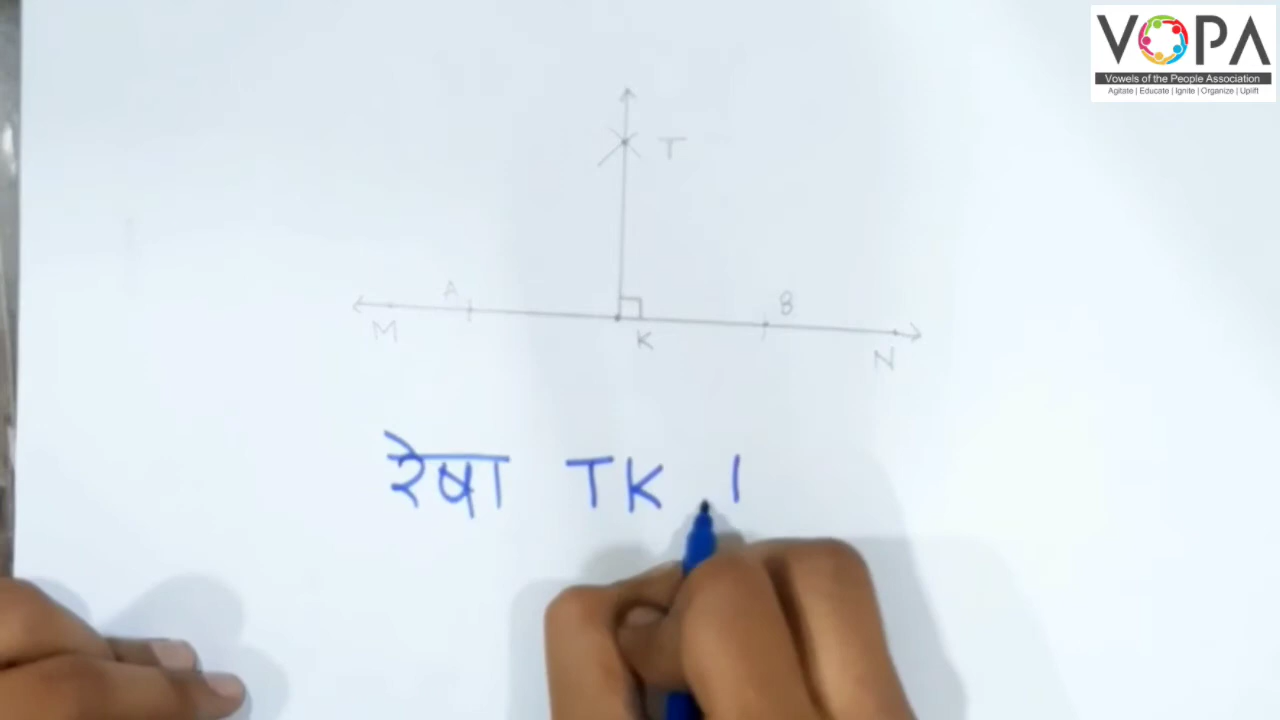 VOPA
Vowels of the People Association
Agitate | Educate | Ignite | Organize | Uplift
T
A
B
M
K
N
रेषा TK |